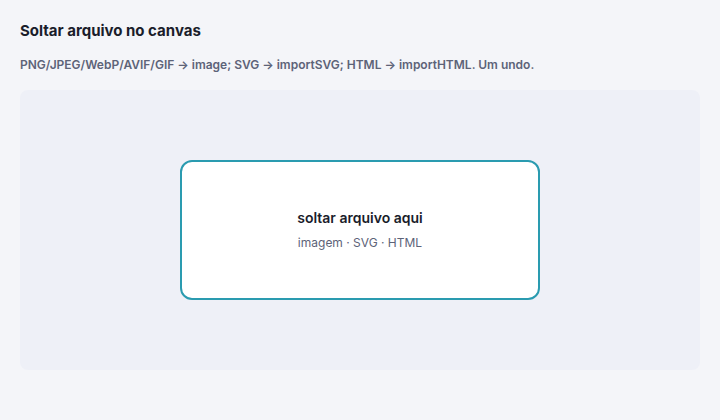 Soltar arquivo no canvas
PNG/JPEG/WebP/AVIF/GIF → image; SVG → importSVG; HTML → importHTML. Um undo.
soltar arquivo aqui
imagem · SVG · HTML